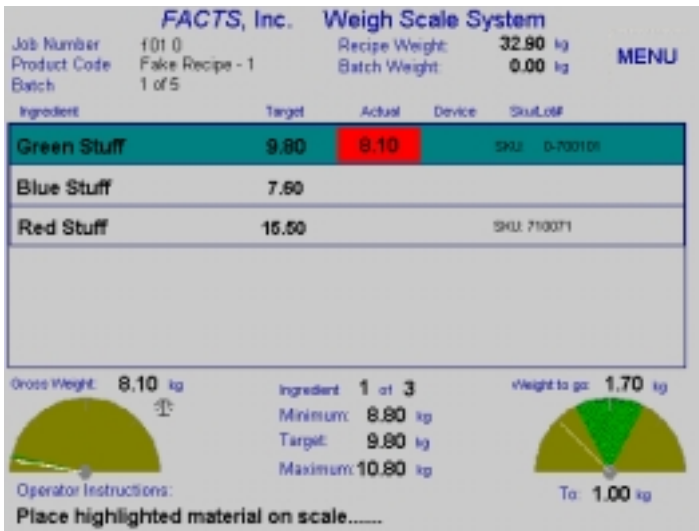 FACTS, Inc. Weigh Scale System
Job Number f01 0 Recipe Weight: 32.90 kg
MENU
Product Code Fake Recipe - 1 Batch Weight: 0.00 kg
Batch 1 of 5
Ingredient Target Actual Device Sku/Lot#
Green Stuff 9.80 8.10 SKU: D-700101
Blue Stuff 7.60
Red Stuff 15.50 SKU: 710071
Gross Weight: 8.10 kg Ingredient 1 of 3 Weight to go: 1.70 kg
Minimum: 8.80 kg
Target: 9.80 kg
Maximum: 10.80 kg
To: 1.00 kg
Operator Instructions:
Place highlighted material on scale......